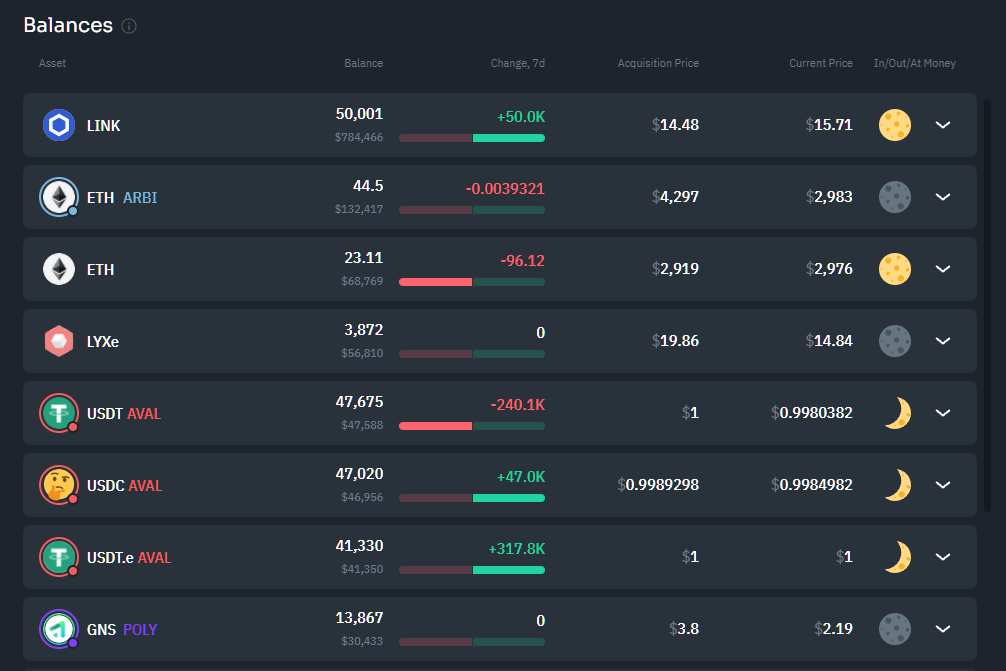 Balances
Asset Balance Change, 7d Acquisition Price Current Price In/Out/At Money
LINK 50,001 +50.0K $14.48 $15.71
$784,466
ETH ARBI 44.5 -0.0039321 $4,297 $2,983
$132,417
ETH 23.11 -96.12 $2,919 $2,976
$68,769
LYXe 3,872 0 $19.86 $14.84
$56,810
USDT AVAL 47,675 -240.1K $1 $0.9980382
$47,588
USDC AVAL 47,020 +47.0K $0.9989298 $0.9984982
$46,956
USDT.e AVAL 41,330 +317.8K $1 $1
$41,350
GNS POLY 13,867 0 $3.8 $2.19
$30,433